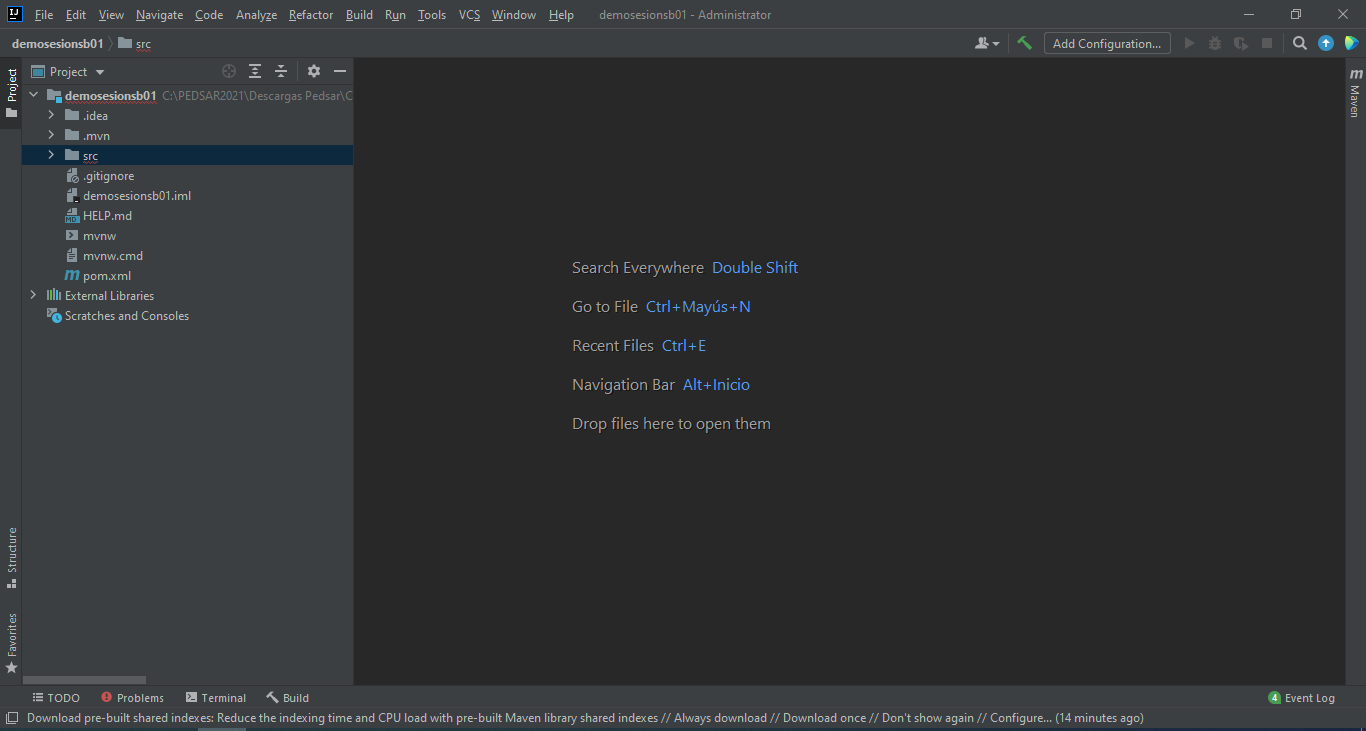 File Edit View Navigate Code Analyze Refactor Build Run Tools VCS Window Help demosesionsb01 - Administrator
demosesionsb01 src Add Configuration...
Project
Project
demosesionsb01 C:\PEDSAR2021\Descargas Pedsar\C
.idea
.mvn
src
.gitignore
demosesionsb01.iml
HELP.md
mvnw
mvnw.cmd
pom.xml
External Libraries
Scratches and Consoles
Search Everywhere Double Shift
Go to File Ctrl+Mayús+N
Recent Files Ctrl+E
Navigation Bar Alt+Inicio
Drop files here to open them
Maven
Structure
Favorites
TODO Problems Terminal Build 4 Event Log
Download pre-built shared indexes: Reduce the indexing time and CPU load with pre-built Maven library shared indexes // Always download // Download once // Don't show again // Configure... (14 minutes ago)